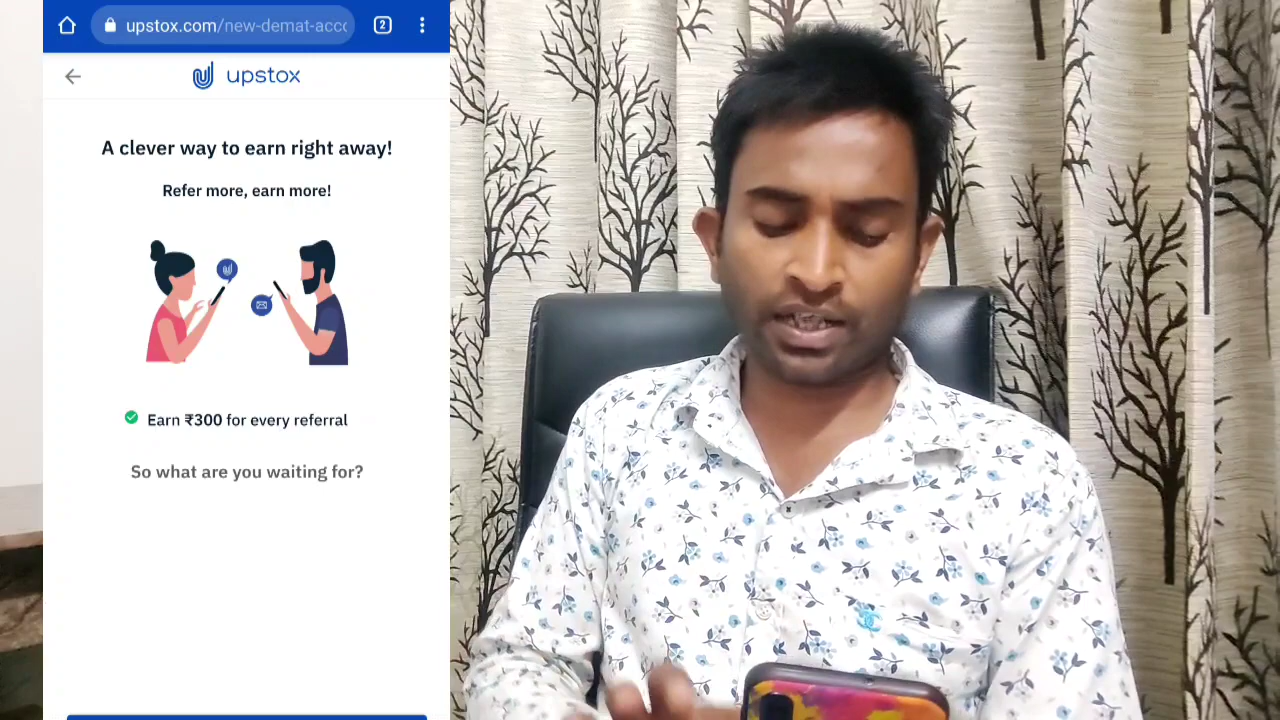 upstox.com/new-demat-acco
2
upstox
A clever way to earn right away!
Refer more, earn more!
Earn ₹300 for every referral
So what are you waiting for?